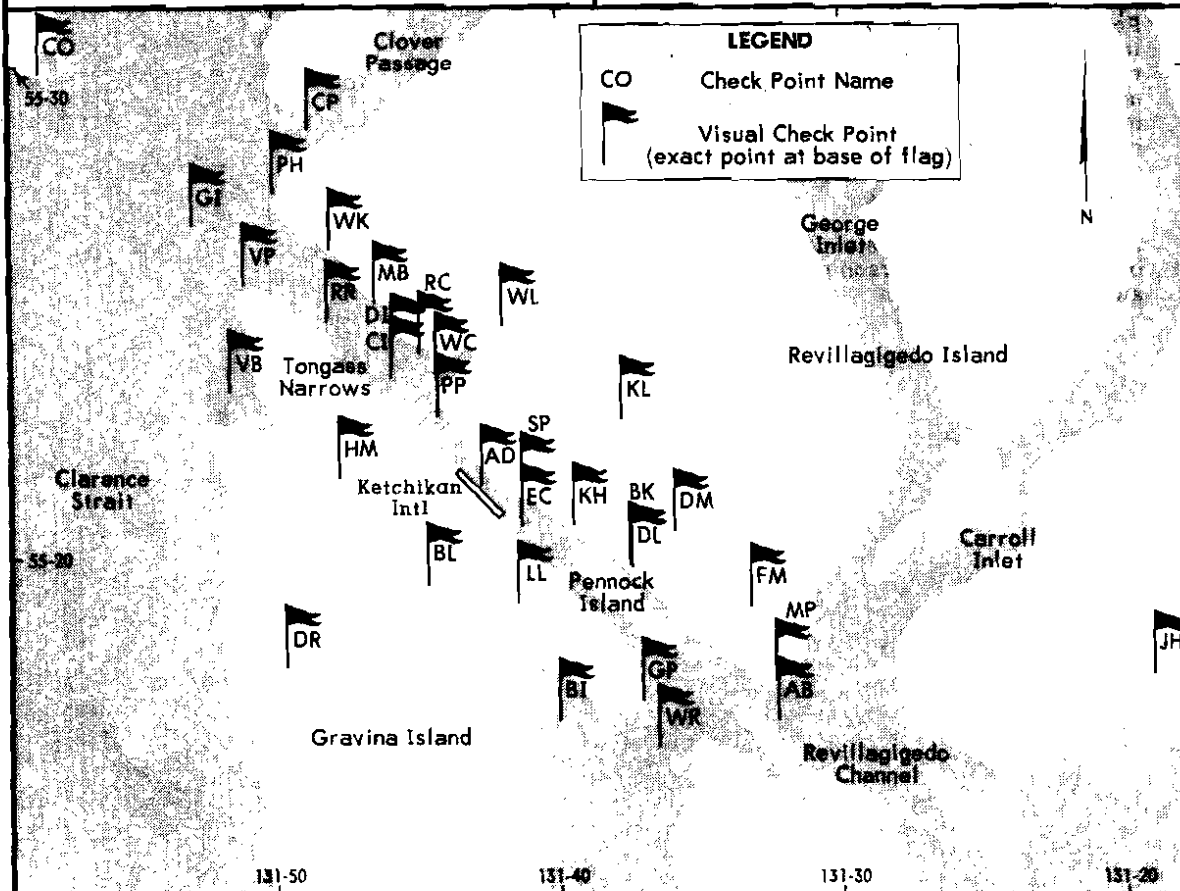 CO
55-30
Clover
Passage
LEGEND
CO Check Point Name
Visual Check Point
(exact point at base of flag)
CP
PH
GI
WK
N
George
Inlet
VP
MB
RR
RC
WL
DI
CI
WC
VB
Tongass
Narrows
PP
KL
Revillagigedo Island
HM
AD
SP
Clarence
Strait
Ketchikan
Intl
EC
KH
BK
DM
DL
BL
Carroll
Inlet
55-20
LL
FM
Pennock
Island
MP
DR
JH
GP
BI
AB
WR
Gravina Island
Revillagigedo
Channel
131-50
131-40
131-30
131-20